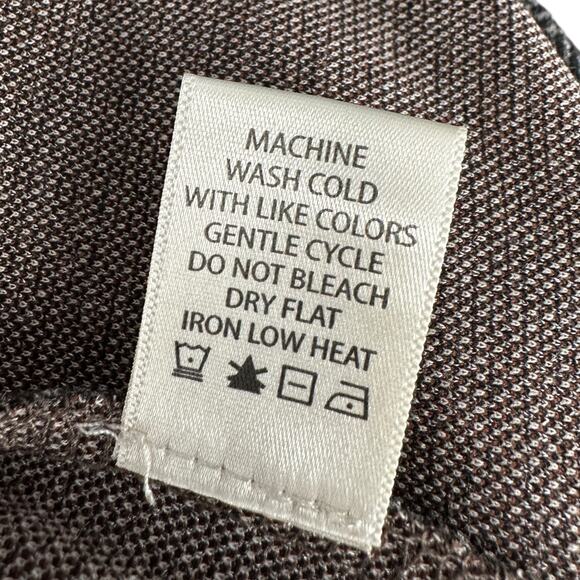 MACHINE
WASH COLD
WITH LIKE COLORS
GENTLE CYCLE
DO NOT BLEACH
DRY FLAT
IRON LOW HEAT